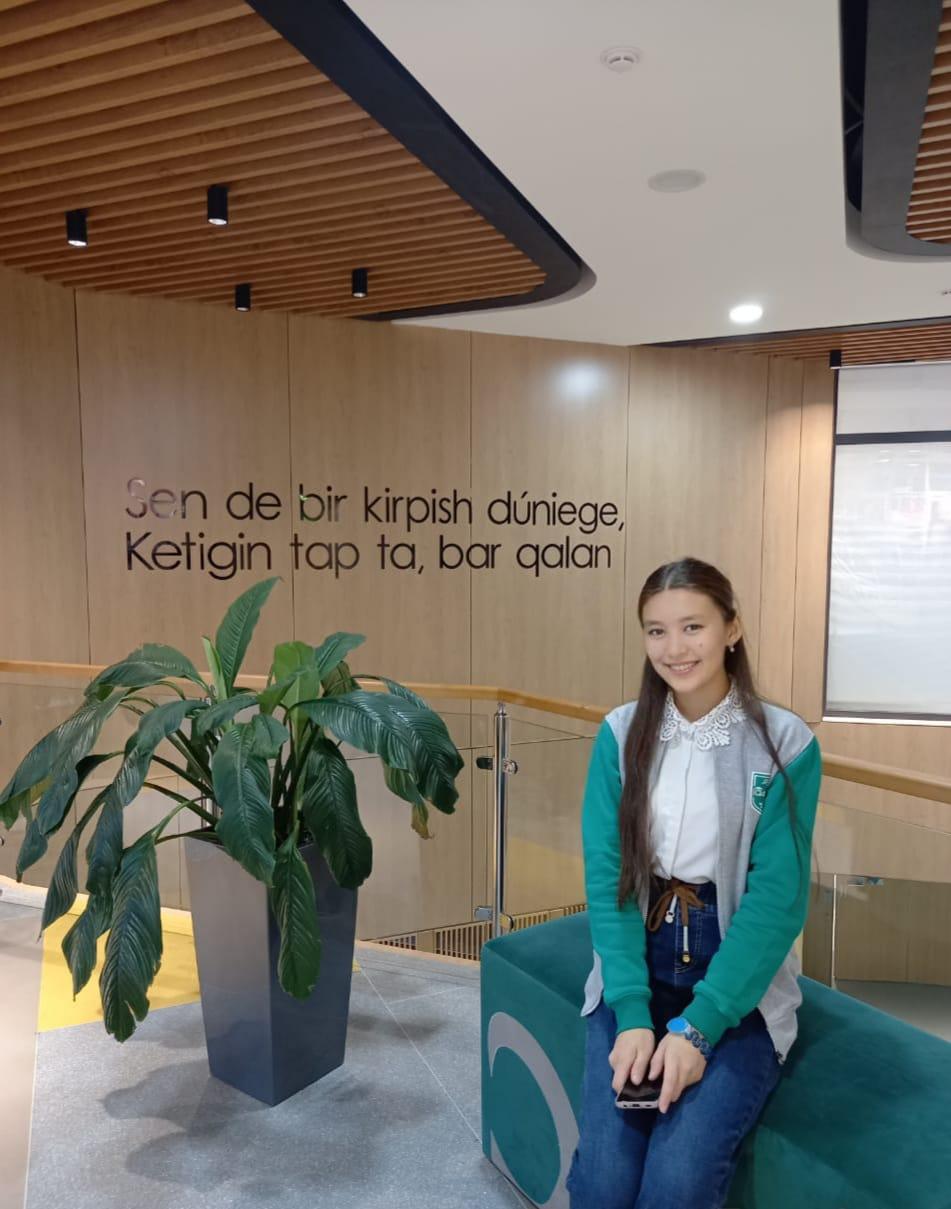 Sen de bir kirpish dúniege,
Ketigin tap ta, bar qalan